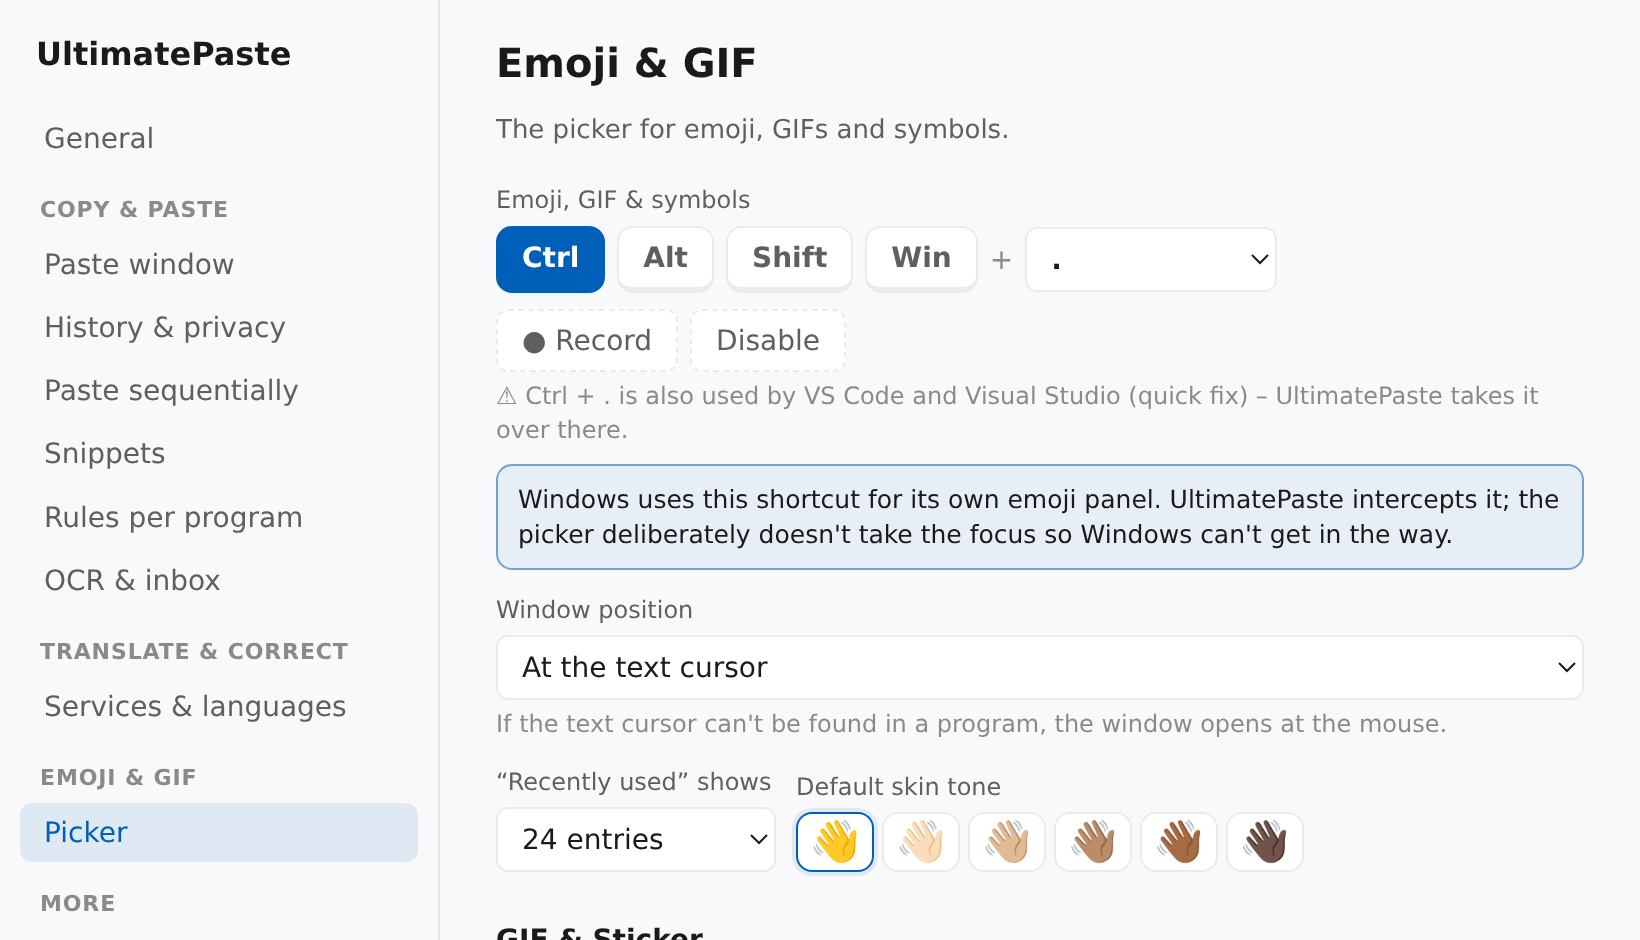 UltimatePaste
General
COPY & PASTE
Paste window
History & privacy
Paste sequentially
Snippets
Rules per program
OCR & inbox
TRANSLATE & CORRECT
Services & languages
EMOJI & GIF
Picker
MORE
Emoji & GIF
The picker for emoji, GIFs and symbols.
Emoji, GIF & symbols
Ctrl Alt Shift Win + .
● Record Disable
⚠ Ctrl + . is also used by VS Code and Visual Studio (quick fix) – UltimatePaste takes it
over there.
Windows uses this shortcut for its own emoji panel. UltimatePaste intercepts it; the
picker deliberately doesn't take the focus so Windows can't get in the way.
Window position
At the text cursor
If the text cursor can't be found in a program, the window opens at the mouse.
“Recently used” shows
24 entries
Default skin tone
GIF & Sticker